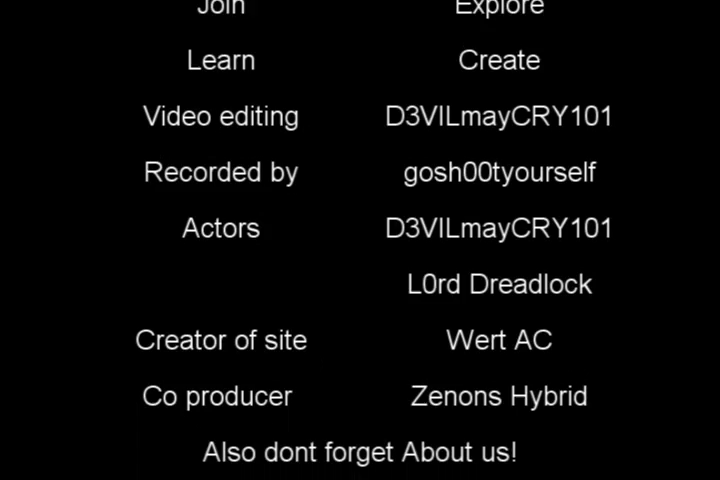 Join Explore
Learn Create
Video editing D3VILmayCRY101
Recorded by gosh00tyourself
Actors D3VILmayCRY101
L0rd Dreadlock
Creator of site Wert AC
Co producer Zenons Hybrid
Also dont forget About us!